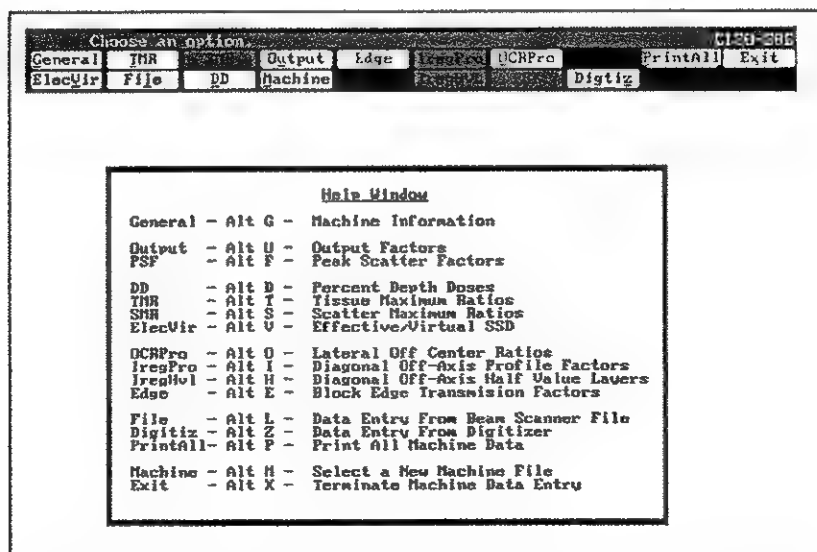 Choose an option. CL20-386
General TMR Output Edge IregPro OCRPro PrintAll Exit
ElecVir File DD Machine Digtiz
Help Window
General - Alt G - Machine Information
Output - Alt U - Output Factors
PSF - Alt F - Peak Scatter Factors
DD - Alt D - Percent Depth Doses
TMR - Alt T - Tissue Maximum Ratios
SMR - Alt S - Scatter Maximum Ratios
ElecVir - Alt V - Effective/Virtual SSD
OCRPro - Alt O - Lateral Off Center Ratios
IregPro - Alt I - Diagonal Off-Axis Profile Factors
IregHvl - Alt H - Diagonal Off-Axis Half Value Layers
Edge - Alt E - Block Edge Transmision Factors
File - Alt L - Data Entry From Beam Scanner File
Digitiz - Alt Z - Data Entry From Digitizer
PrintAll- Alt P - Print All Machine Data
Machine - Alt M - Select a New Machine File
Exit - Alt X - Terminate Machine Data Entry